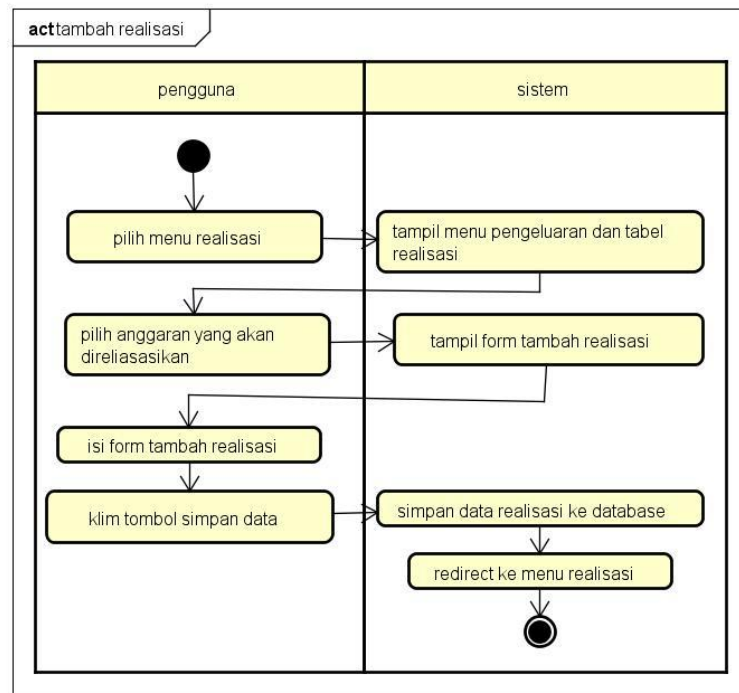 act tambah realisasi
pengguna
sistem
pilih menu realisasi
tampil menu pengeluaran dan tabel
realisasi
pilih anggaran yang akan
direliasasikan
tampil form tambah realisasi
isi form tambah realisasi
klim tombol simpan data
simpan data realisasi ke database
redirect ke menu realisasi